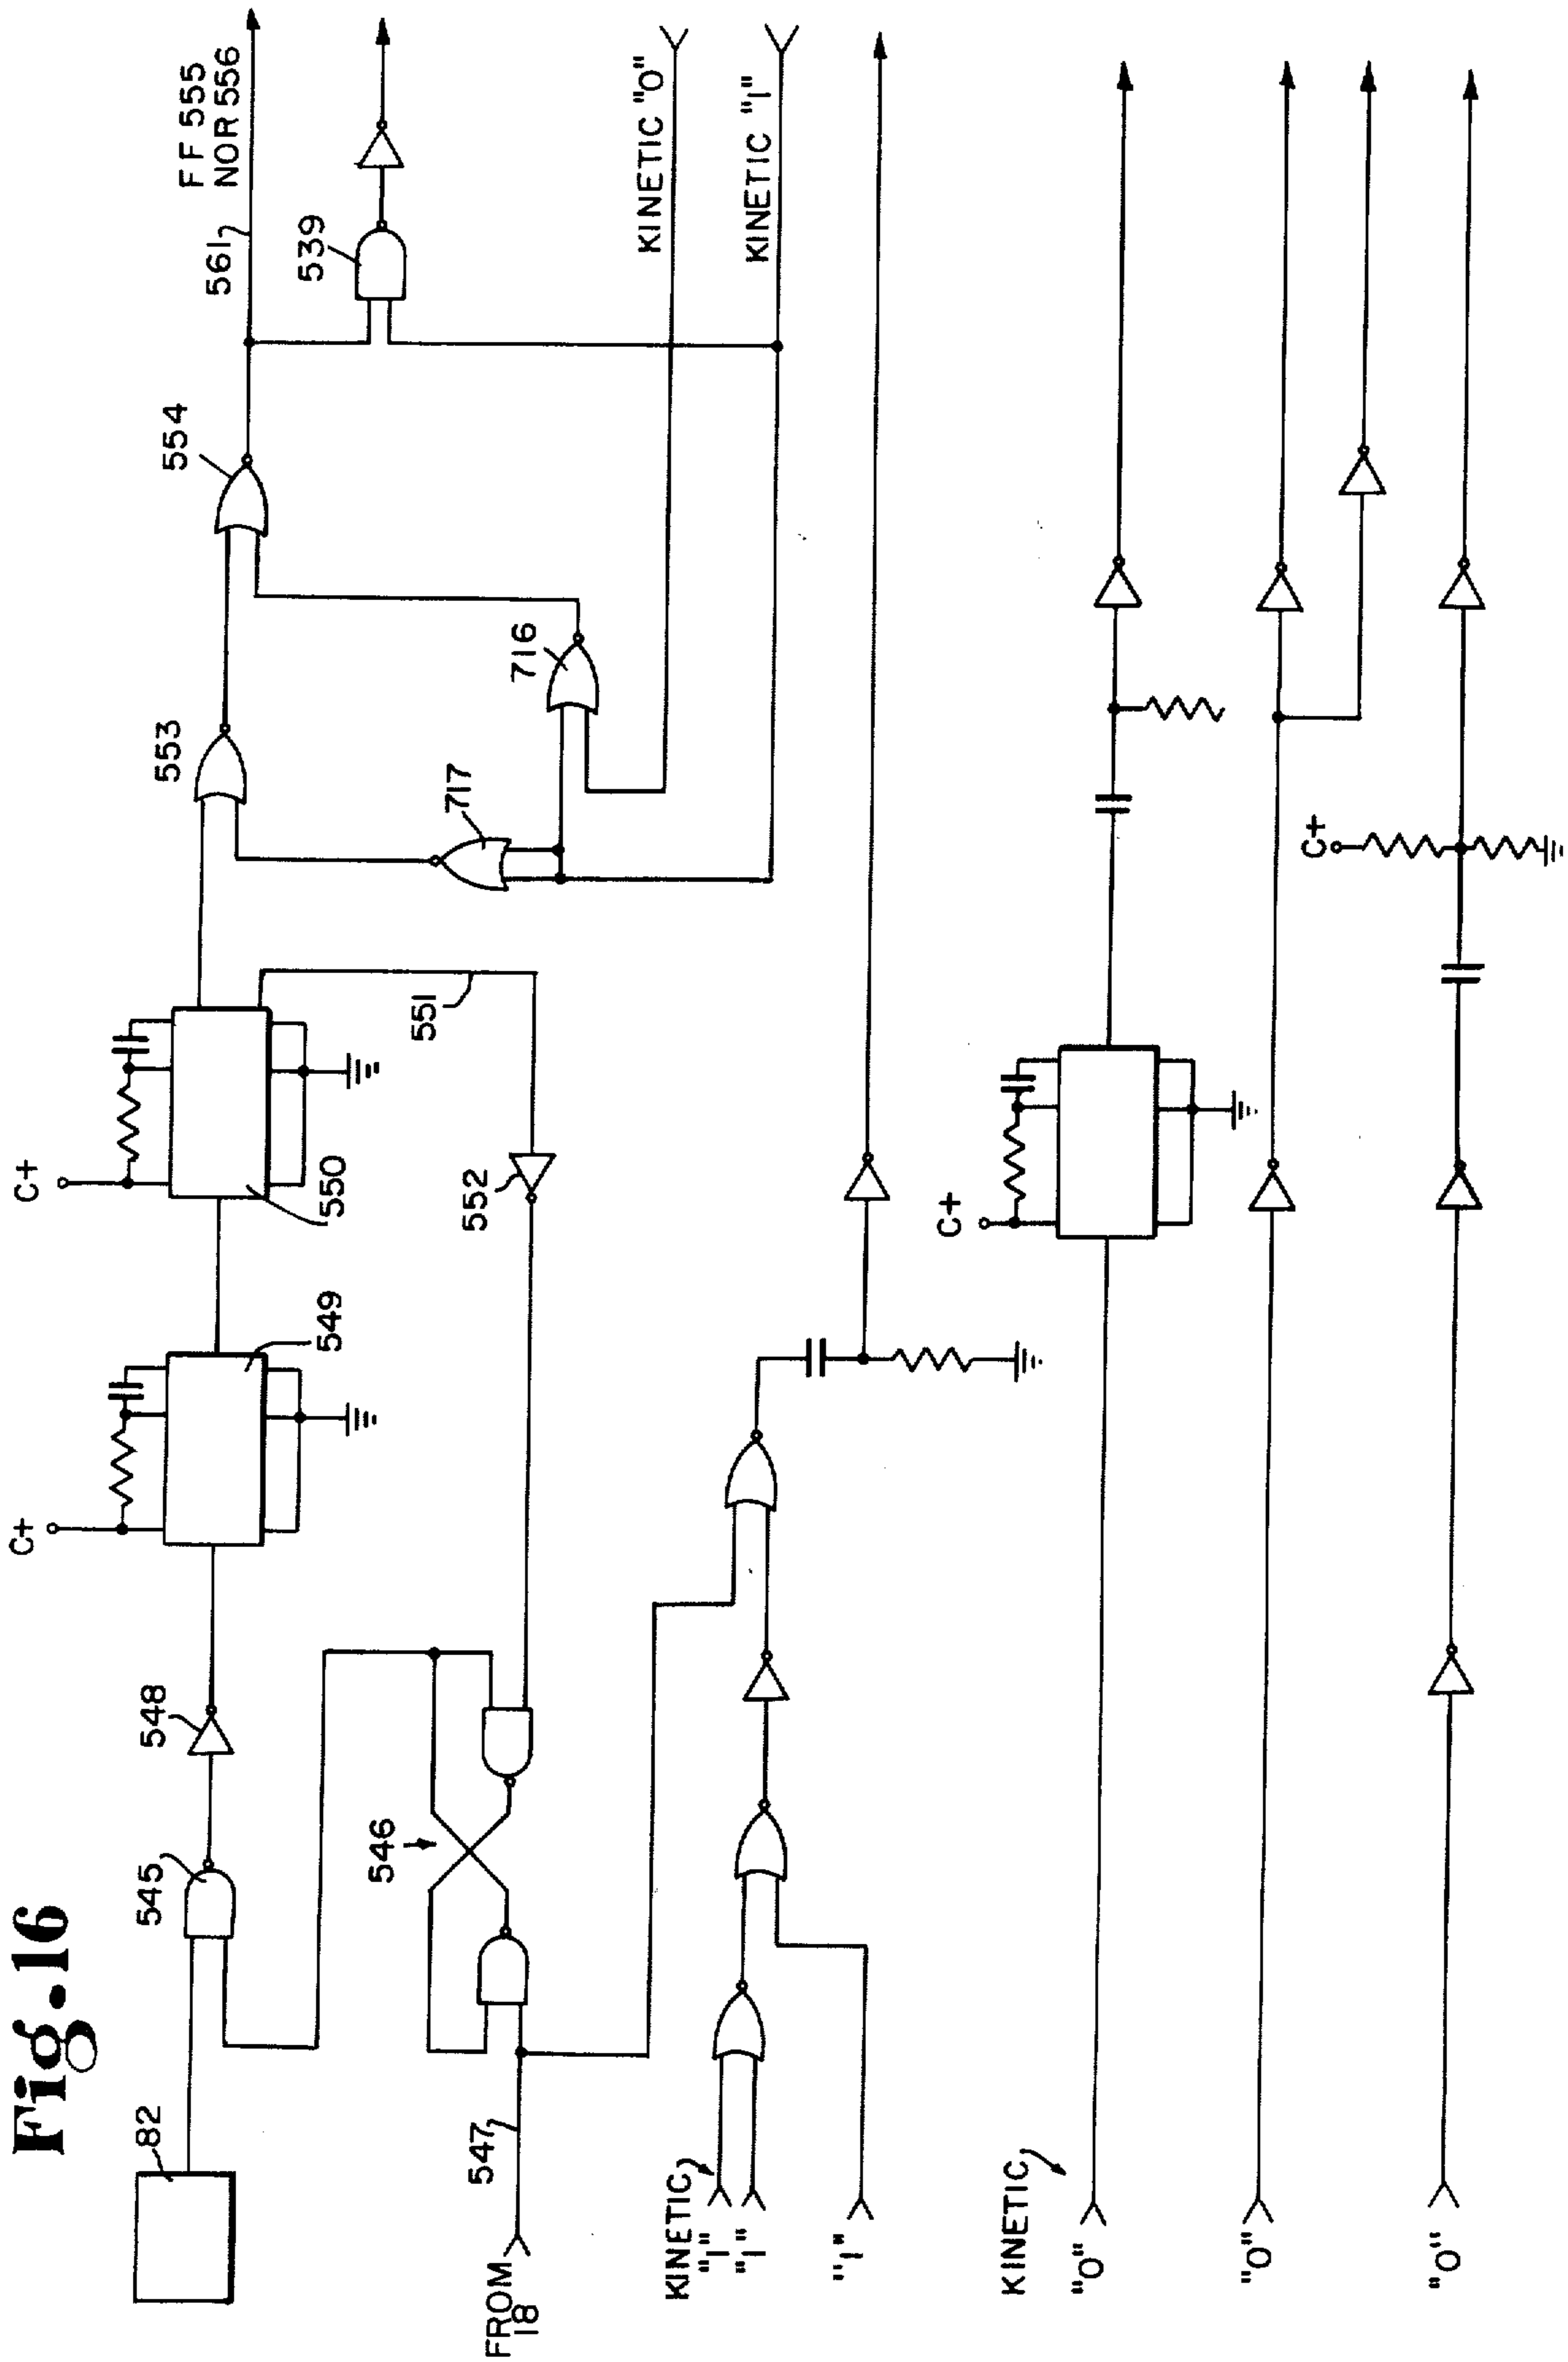 Fig-16
82
545
548
C+
549
C+
550
553
554
561
FF 555
NOR 556
539
551
552
717
716
KINETIC "0"
KINETIC "1"
546
547
FROM
18
KINETIC
"1"
"1"
"1"
KINETIC
"0"
C+
"0"
C+
"0"